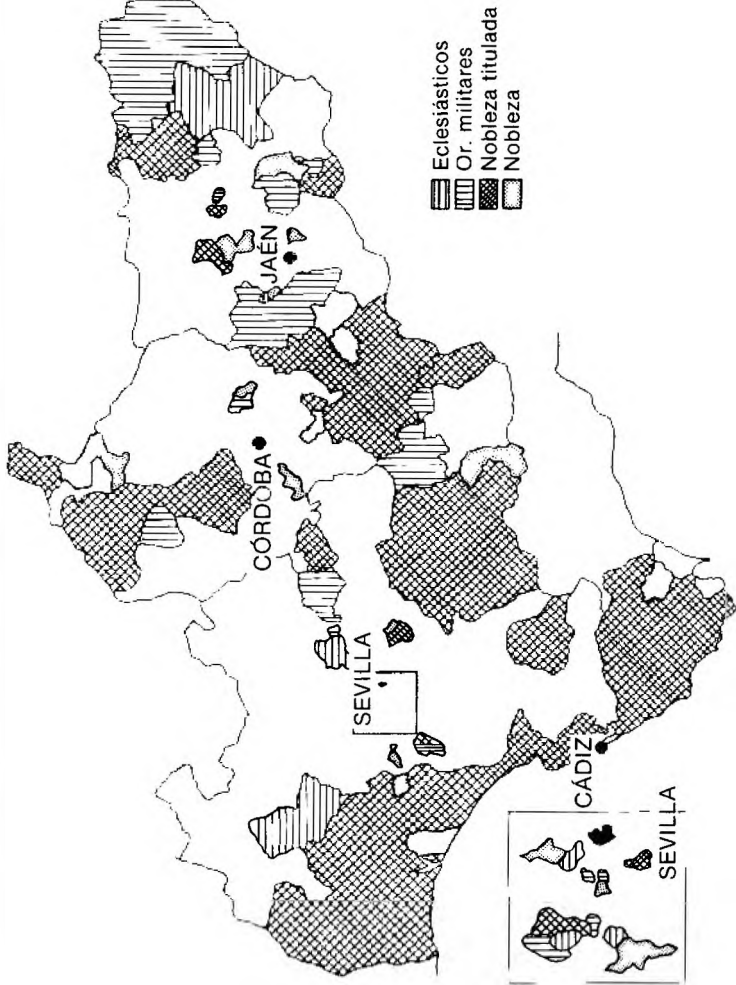 JAÉN
CÓRDOBA
SEVILLA
CÁDIZ
SEVILLA
Eclesiásticos
Or. militares
Nobleza titulada
Nobleza